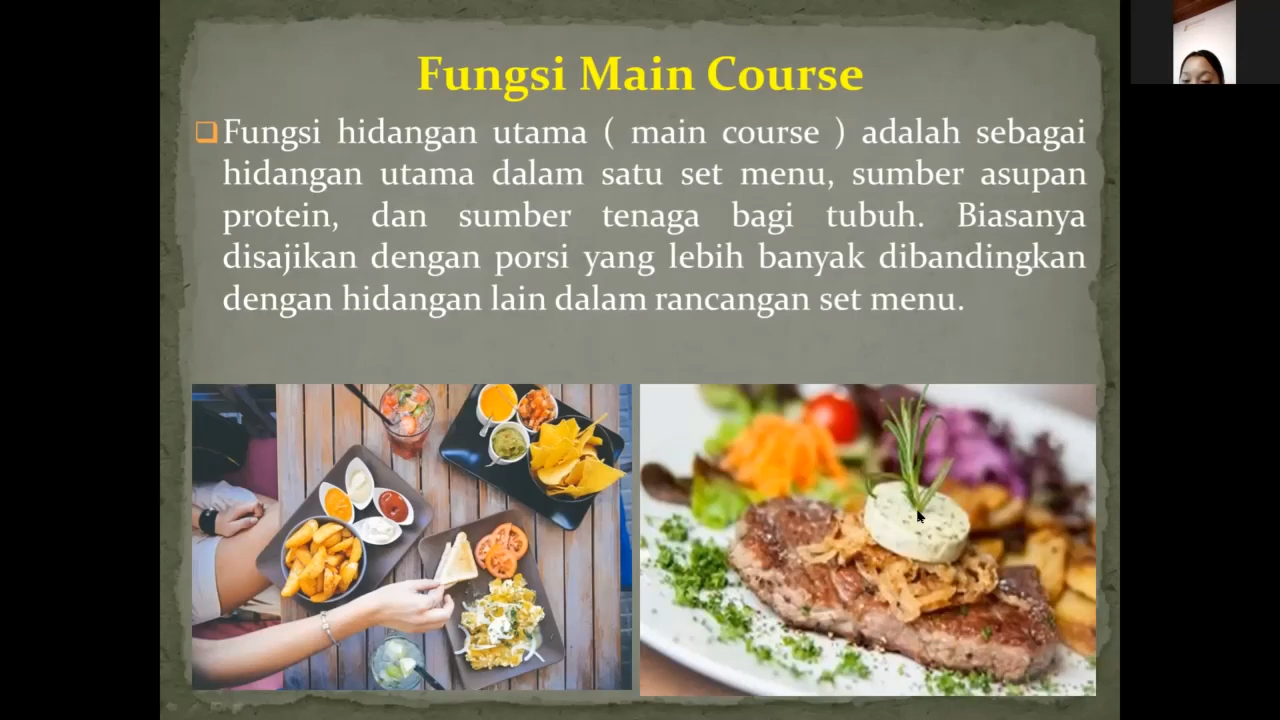 Fungsi Main Course
Fungsi hidangan utama ( main course ) adalah sebagai
hidangan utama dalam satu set menu, sumber asupan
protein, dan sumber tenaga bagi tubuh. Biasanya
disajikan dengan porsi yang lebih banyak dibandingkan
dengan hidangan lain dalam rancangan set menu.